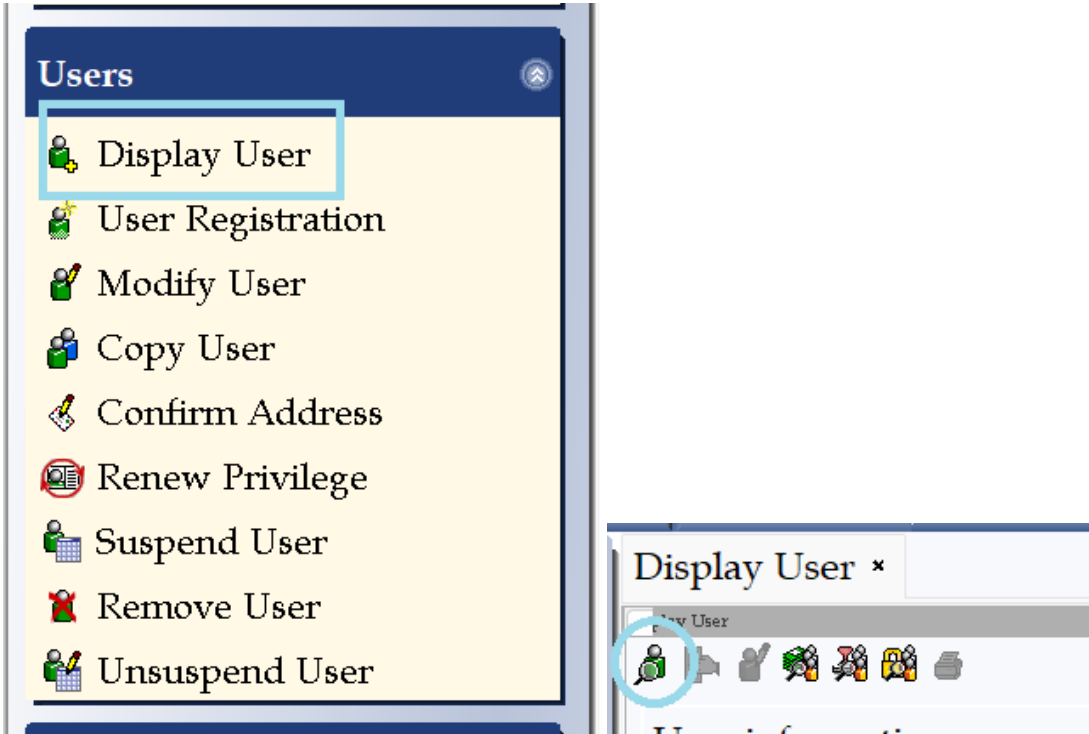 Users
Display User
User Registration
Modify User
Copy User
Confirm Address
Renew Privilege
Suspend User
Remove User
Unsuspend User
Display User ×
User